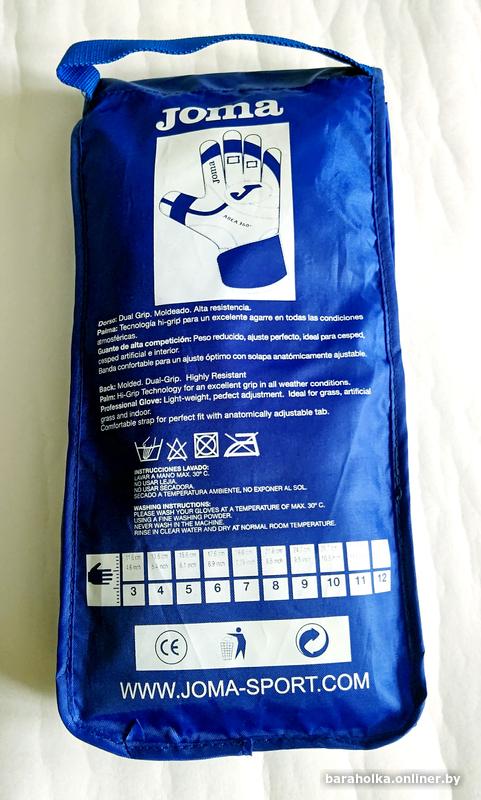 Joma
Joma
AREA 360°
Dorso: Dual Grip. Moldeado. Alta resistencia.
Palma: Tecnología hi-grip para un excelente agarre en todas las condiciones
atmosféricas.
Guante de alta competición: Peso reducido, ajuste perfecto, ideal para cesped,
cesped artificial e interior.
Banda confortable para un ajuste óptimo con solapa anatómicamente ajustable.
Back: Molded. Dual-Grip. Highly Resistant
Palm: Hi-Grip Technology for an excellent grip in all weather conditions.
Professional Glove: Light-weight, perfect adjustment. Ideal for grass, artificial
grass and indoor.
Comfortable strap for perfect fit with anatomically adjustable tab.
INSTRUCCIONES LAVADO:
LAVAR A MANO MAX. 30º C.
NO USAR LEJIA.
NO USAR SECADORA.
SECADO A TEMPERATURA AMBIENTE, NO EXPONER AL SOL.
WASHING INSTRUCTIONS:
PLEASE WASH YOUR GLOVES AT A TEMPERATURE OF MAX. 30º C.
USING A FINE WASHING POWDER.
NEVER WASH IN THE MACHINE.
RINSE IN CLEAR WATER AND DRY AT NORMAL ROOM TEMPERATURE.
3 4 5 6 7 8 9 10 11 12
CE
WWW.JOMA-SPORT.COM
baraholka.onliner.by